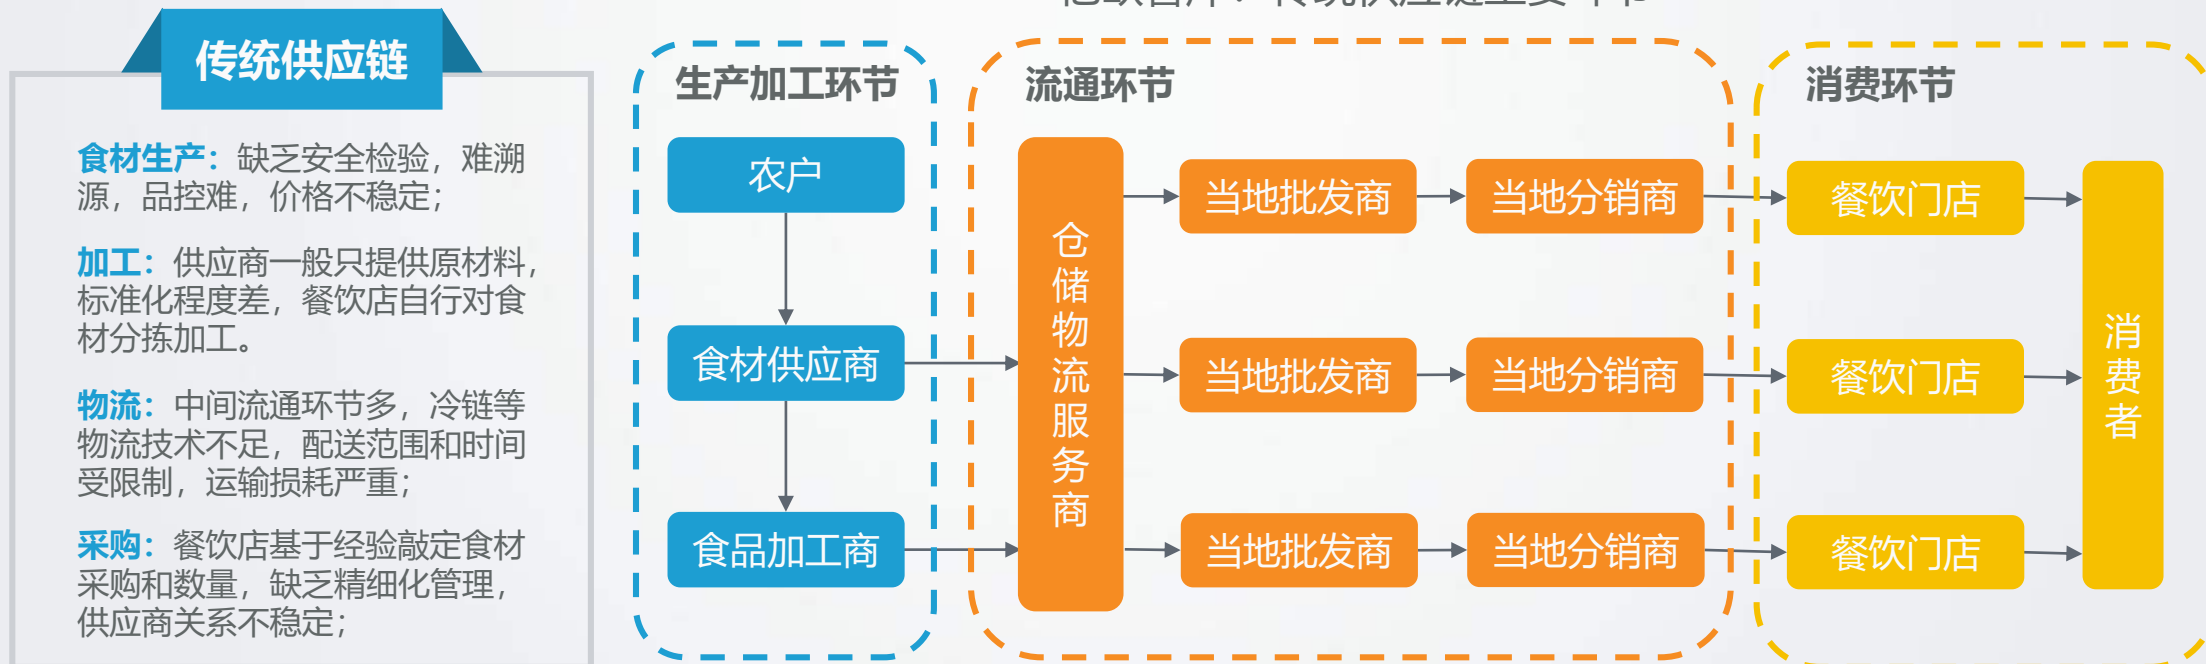 传统供应链
食材生产：缺乏安全检验，难溯
源，品控难，价格不稳定；
加工：供应商一般只提供原材料，
标准化程度差，餐饮店自行对食
材分拣加工。
物流：中间流通环节多，冷链等
物流技术不足，配送范围和时间
受限制，运输损耗严重；
采购：餐饮店基于经验敲定食材
采购和数量，缺乏精细化管理，
供应商关系不稳定；
生产加工环节
农户
食材供应商
食品加工商
流通环节
仓储物流服务商
当地批发商
当地分销商
当地批发商
当地分销商
当地批发商
当地分销商
消费环节
餐饮门店
餐饮门店
餐饮门店
消费者